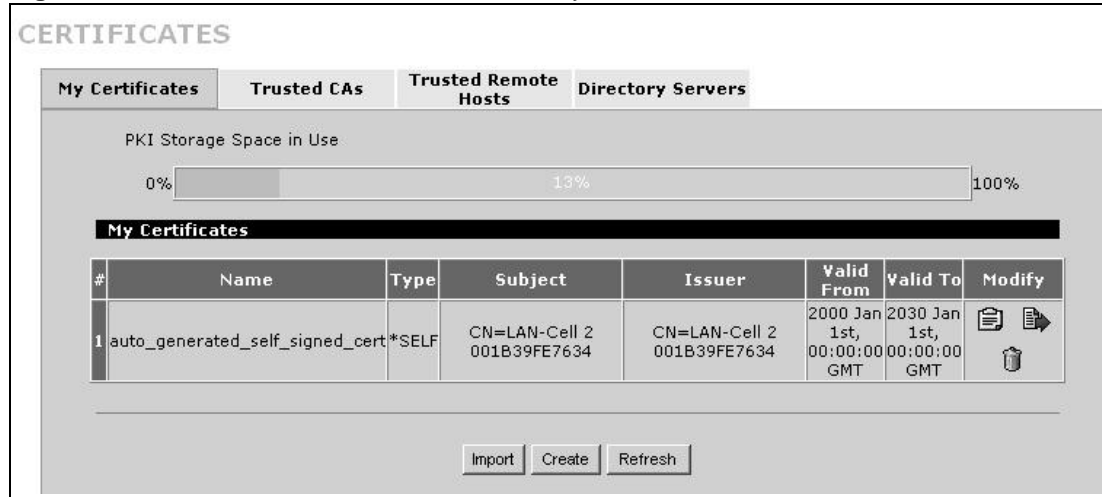 CERTIFICATES
My Certificates
Trusted CAs
Trusted Remote
Hosts
Directory Servers
PKI Storage Space in Use
0%
13%
100%
My Certificates
# Name Type Subject Issuer Valid From Valid To Modify
1 auto_generated_self_signed_cert *SELF CN=LAN-Cell 2 001B39FE7634 CN=LAN-Cell 2 001B39FE7634 2000 Jan 1st, 00:00:00 GMT 2030 Jan 1st, 00:00:00 GMT
Import Create Refresh